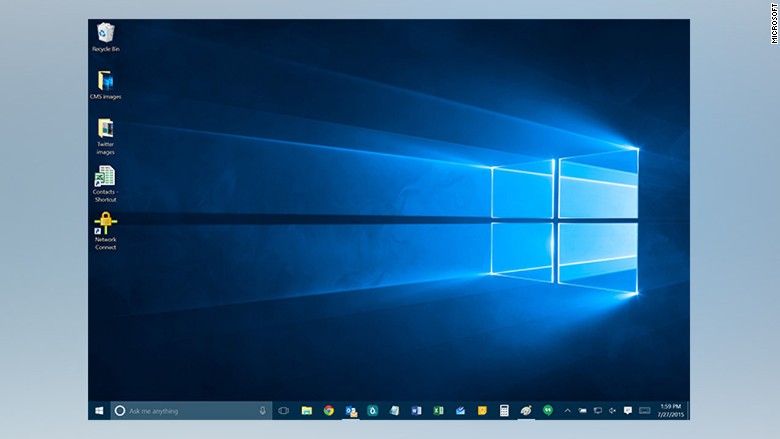 MICROSOFT
Recycle Bin
CMS images
Twitter
images
Contacts -
Shortcut
Network
Connect
Ask me anything
1:59 PM
7/27/2015